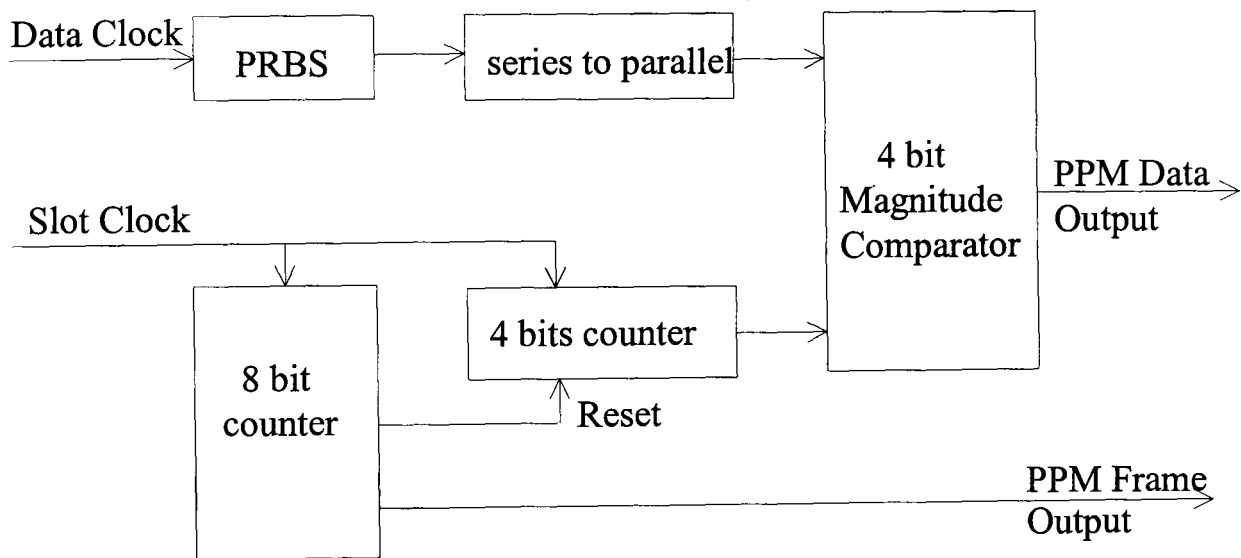 Data Clock
PRBS
series to parallel
4 bit
Magnitude
Comparator
PPM Data
Output
Slot Clock
4 bits counter
8 bit
counter
Reset
PPM Frame
Output